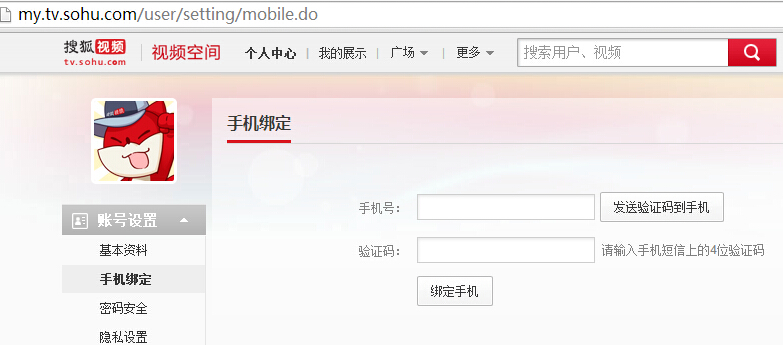 my.tv.sohu.com/user/setting/mobile.do
搜狐视频 视频空间 个人中心 我的展示 广场 更多 搜索用户、视频
tv.sohu.com
手机绑定
账号设置
基本资料
手机绑定
密码安全
隐私设置
手机号： 发送验证码到手机
验证码： 请输入手机短信上的4位验证码
绑定手机